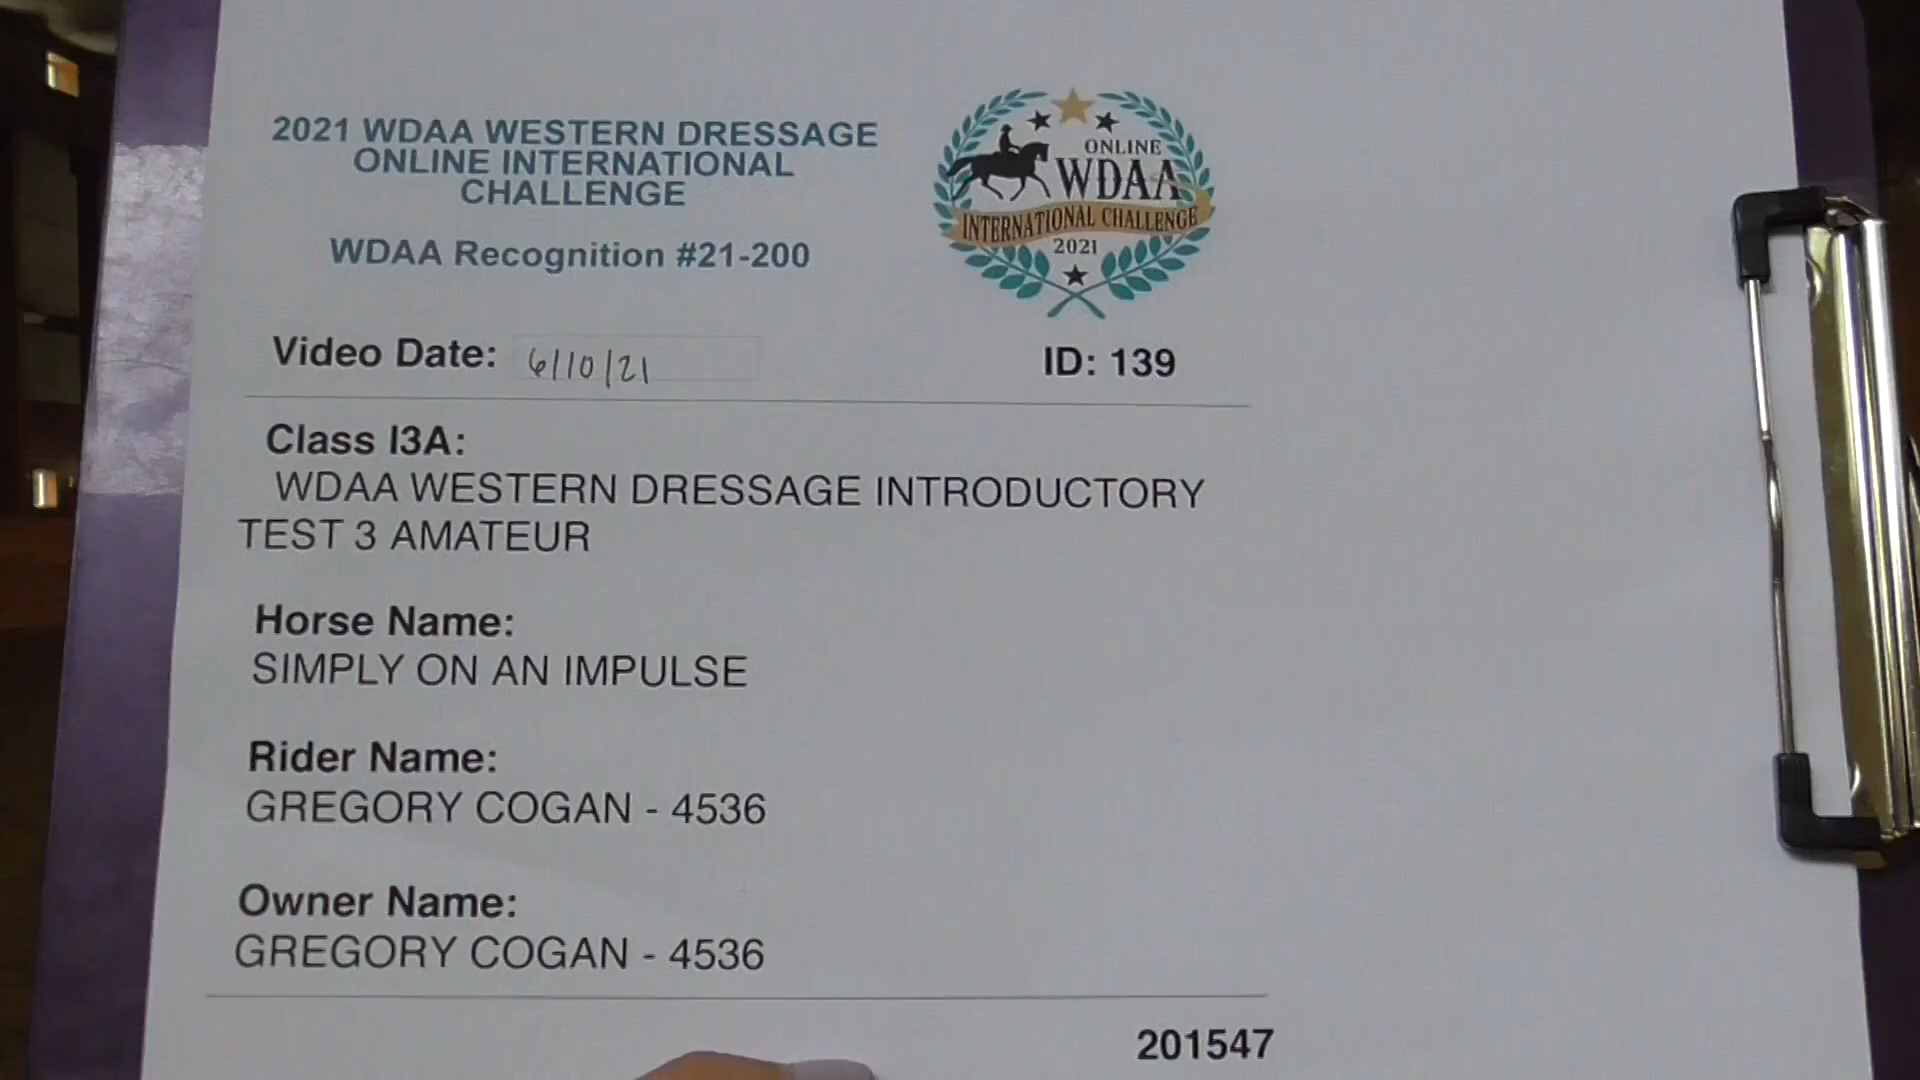 2021 WDAA WESTERN DRESSAGE
ONLINE INTERNATIONAL
CHALLENGE
WDAA Recognition #21-200
ONLINE
WDAA
INTERNATIONAL CHALLENGE
2021
Video Date: 6/10/21
ID: 139
Class I3A:
WDAA WESTERN DRESSAGE INTRODUCTORY
TEST 3 AMATEUR
Horse Name:
SIMPLY ON AN IMPULSE
Rider Name:
GREGORY COGAN - 4536
Owner Name:
GREGORY COGAN - 4536
201547